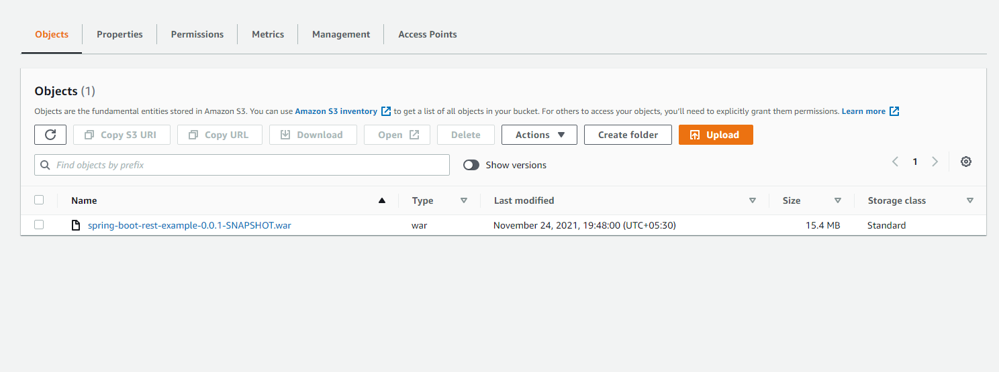 Objects Properties Permissions Metrics Management Access Points
Objects (1)
Objects are the fundamental entities stored in Amazon S3. You can use Amazon S3 inventory to get a list of all objects in your bucket. For others to access your objects, you'll need to explicitly grant them permissions. Learn more
Copy S3 URI Copy URL Download Open Delete Actions Create folder Upload
Find objects by prefix Show versions 1
Name Type Last modified Size Storage class
spring-boot-rest-example-0.0.1-SNAPSHOT.war war November 24, 2021, 19:48:00 (UTC+05:30) 15.4 MB Standard